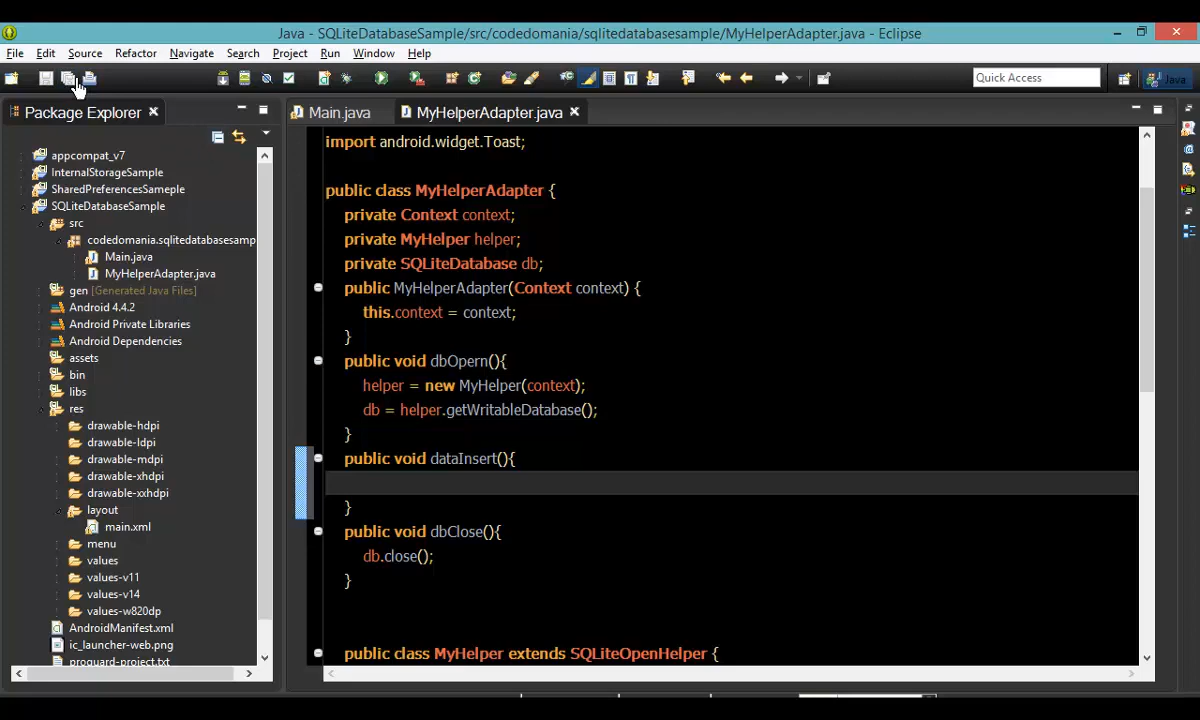 Java - SQLiteDatabaseSample/src/codedomania/sqlitedatabasesample/MyHelperAdapter.java - Eclipse
File Edit Source Refactor Navigate Search Project Run Window Help
Quick Access
Java
Package Explorer
Main.java
MyHelperAdapter.java
appcompat_v7
InternalStorageSample
SharedPreferencesSameple
SQLiteDatabaseSample
src
codedomania.sqlitedatabasesamp
Main.java
MyHelperAdapter.java
gen [Generated Java Files]
Android 4.4.2
Android Private Libraries
Android Dependencies
assets
bin
libs
res
drawable-hdpi
drawable-ldpi
drawable-mdpi
drawable-xhdpi
drawable-xxhdpi
layout
main.xml
menu
values
values-v11
values-v14
values-w820dp
AndroidManifest.xml
ic_launcher-web.png
proguard-project.txt
import android.widget.Toast;
public class MyHelperAdapter {
private Context context;
private MyHelper helper;
private SQLiteDatabase db;
public MyHelperAdapter(Context context) {
this.context = context;
}
public void dbOpern(){
helper = new MyHelper(context);
db = helper.getWritableDatabase();
}
public void dataInsert(){
}
public void dbClose(){
db.close();
}
public class MyHelper extends SQLiteOpenHelper {